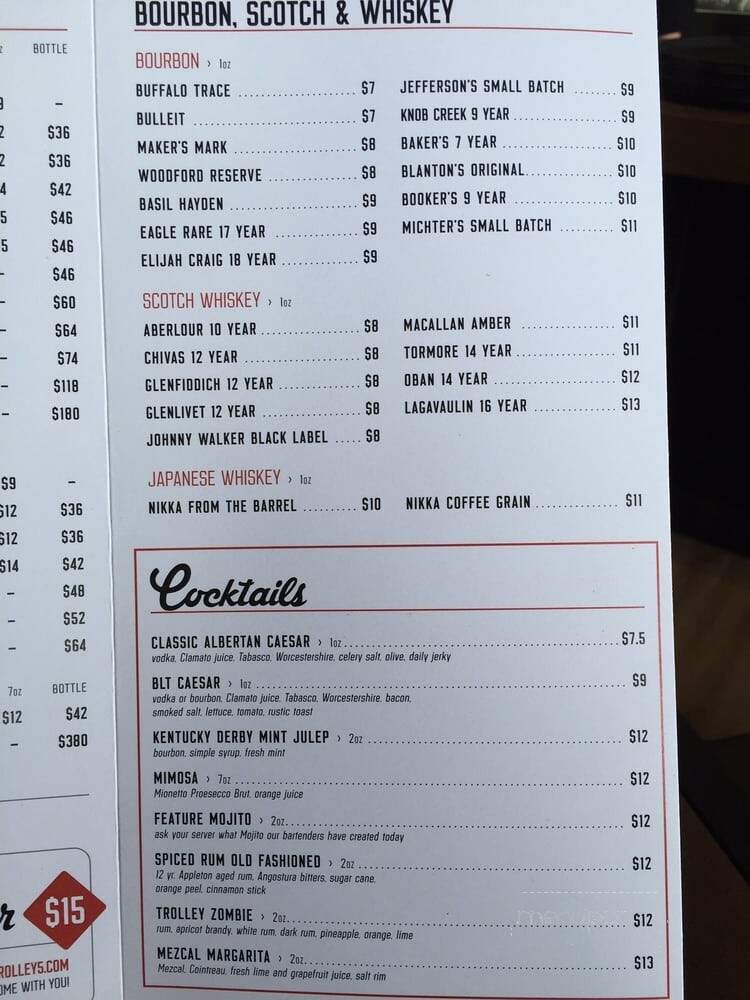 BOTTLE
–
$36
$36
$42
$46
$46
$46
$60
$64
$74
$118
$180
$9 –
$12 $36
$12 $36
$14 $42
– $48
– $52
– $64
7oz BOTTLE
$12 $42
– $380
$15
ROLLEY5.COM
OME WITH YOU!
BOURBON, SCOTCH & WHISKEY
BOURBON › 1oz
BUFFALO TRACE ........ $7
BULLEIT ........ $7
MAKER'S MARK ........ $8
WOODFORD RESERVE ........ $8
BASIL HAYDEN ........ $9
EAGLE RARE 17 YEAR ........ $9
ELIJAH CRAIG 18 YEAR ........ $9
JEFFERSON'S SMALL BATCH ........ $9
KNOB CREEK 9 YEAR ........ $9
BAKER'S 7 YEAR ........ $10
BLANTON'S ORIGINAL ........ $10
BOOKER'S 9 YEAR ........ $10
MICHTER'S SMALL BATCH ........ $11
SCOTCH WHISKEY › 1oz
ABERLOUR 10 YEAR ........ $8
CHIVAS 12 YEAR ........ $8
GLENFIDDICH 12 YEAR ........ $8
GLENLIVET 12 YEAR ........ $8
JOHNNY WALKER BLACK LABEL ..... $8
MACALLAN AMBER ........ $11
TORMORE 14 YEAR ........ $11
OBAN 14 YEAR ........ $12
LAGAVAULIN 16 YEAR ........ $13
JAPANESE WHISKEY › 1oz
NIKKA FROM THE BARREL ........ $10
NIKKA COFFEE GRAIN ........ $11
Cocktails
CLASSIC ALBERTAN CAESAR › 1oz ........ $7.5
vodka, Clamato juice, Tabasco, Worcestershire, celery salt, olive, daily jerky
BLT CAESAR › 1oz ........ $9
vodka or bourbon, Clamato juice, Tabasco, Worcestershire, bacon,
smoked salt, lettuce, tomato, rustic toast
KENTUCKY DERBY MINT JULEP › 2oz ........ $12
bourbon, simple syrup, fresh mint
MIMOSA › 7oz ........ $12
Mionetto Proesecco Brut, orange juice
FEATURE MOJITO › 2oz ........ $12
ask your server what Mojito our bartenders have created today
SPICED RUM OLD FASHIONED › 2oz ........ $12
12 yr. Appleton aged rum, Angostura bitters, sugar cane,
orange peel, cinnamon stick
TROLLEY ZOMBIE › 2oz ........ $12
rum, apricot brandy, white rum, dark rum, pineapple, orange, lime
MEZCAL MARGARITA › 2oz ........ $13
Mezcal, Cointreau, fresh lime and grapefruit juice, salt rim